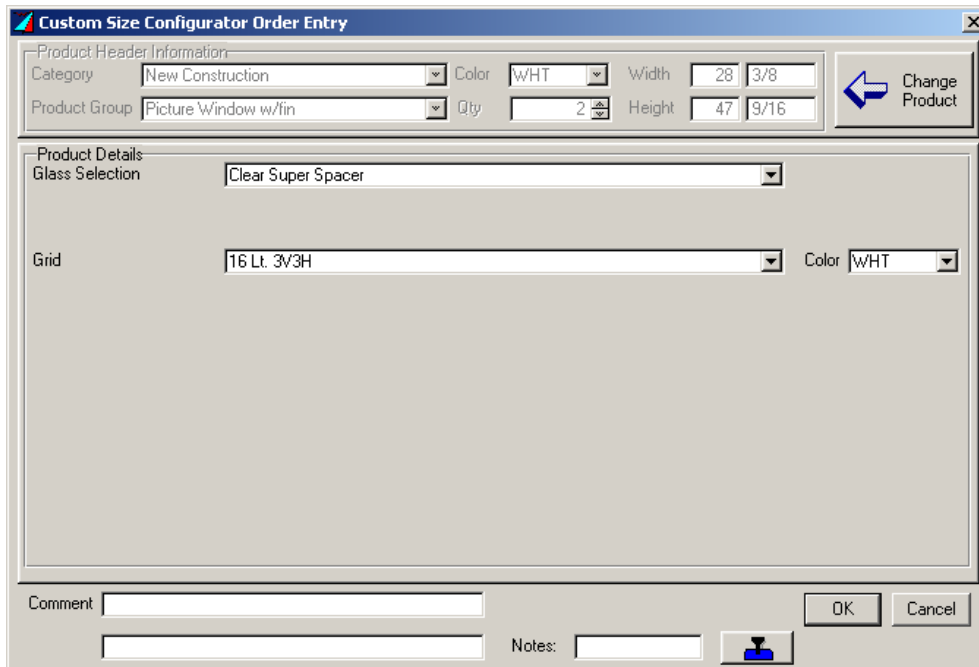 Custom Size Configurator Order Entry
Product Header Information
Category New Construction Color WHT Width 28 3/8
Product Group Picture Window w/fin Qty 2 Height 47 9/16
Change
Product
Product Details
Glass Selection Clear Super Spacer
Grid 16 Lt. 3V3H Color WHT
Comment
OK Cancel
Notes: